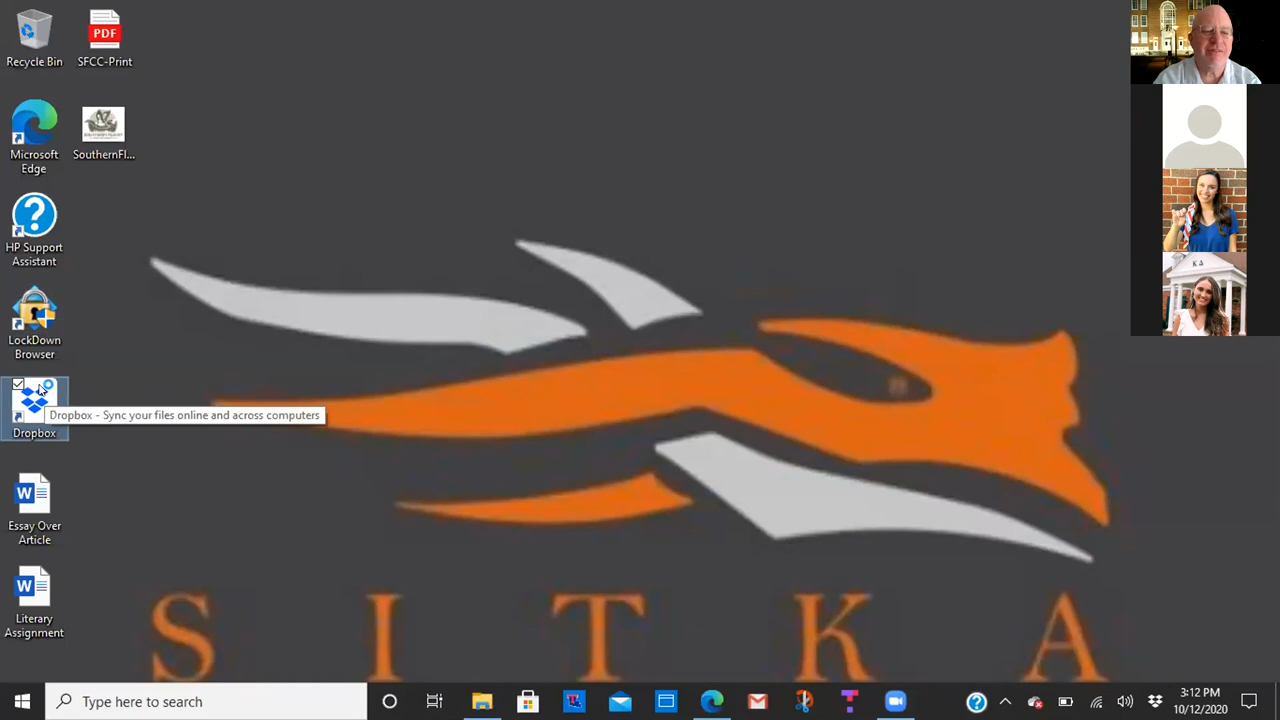 Recycle Bin
PDF
SFCC-Print
Microsoft
Edge
SouthernFl...
HP Support
Assistant
LockDown
Browser
Dropbox - Sync your files online and across computers
Dropbox
W
Essay Over
Article
W
Literary
Assignment
S I T K A
K Δ
Type here to search
3:12 PM
10/12/2020